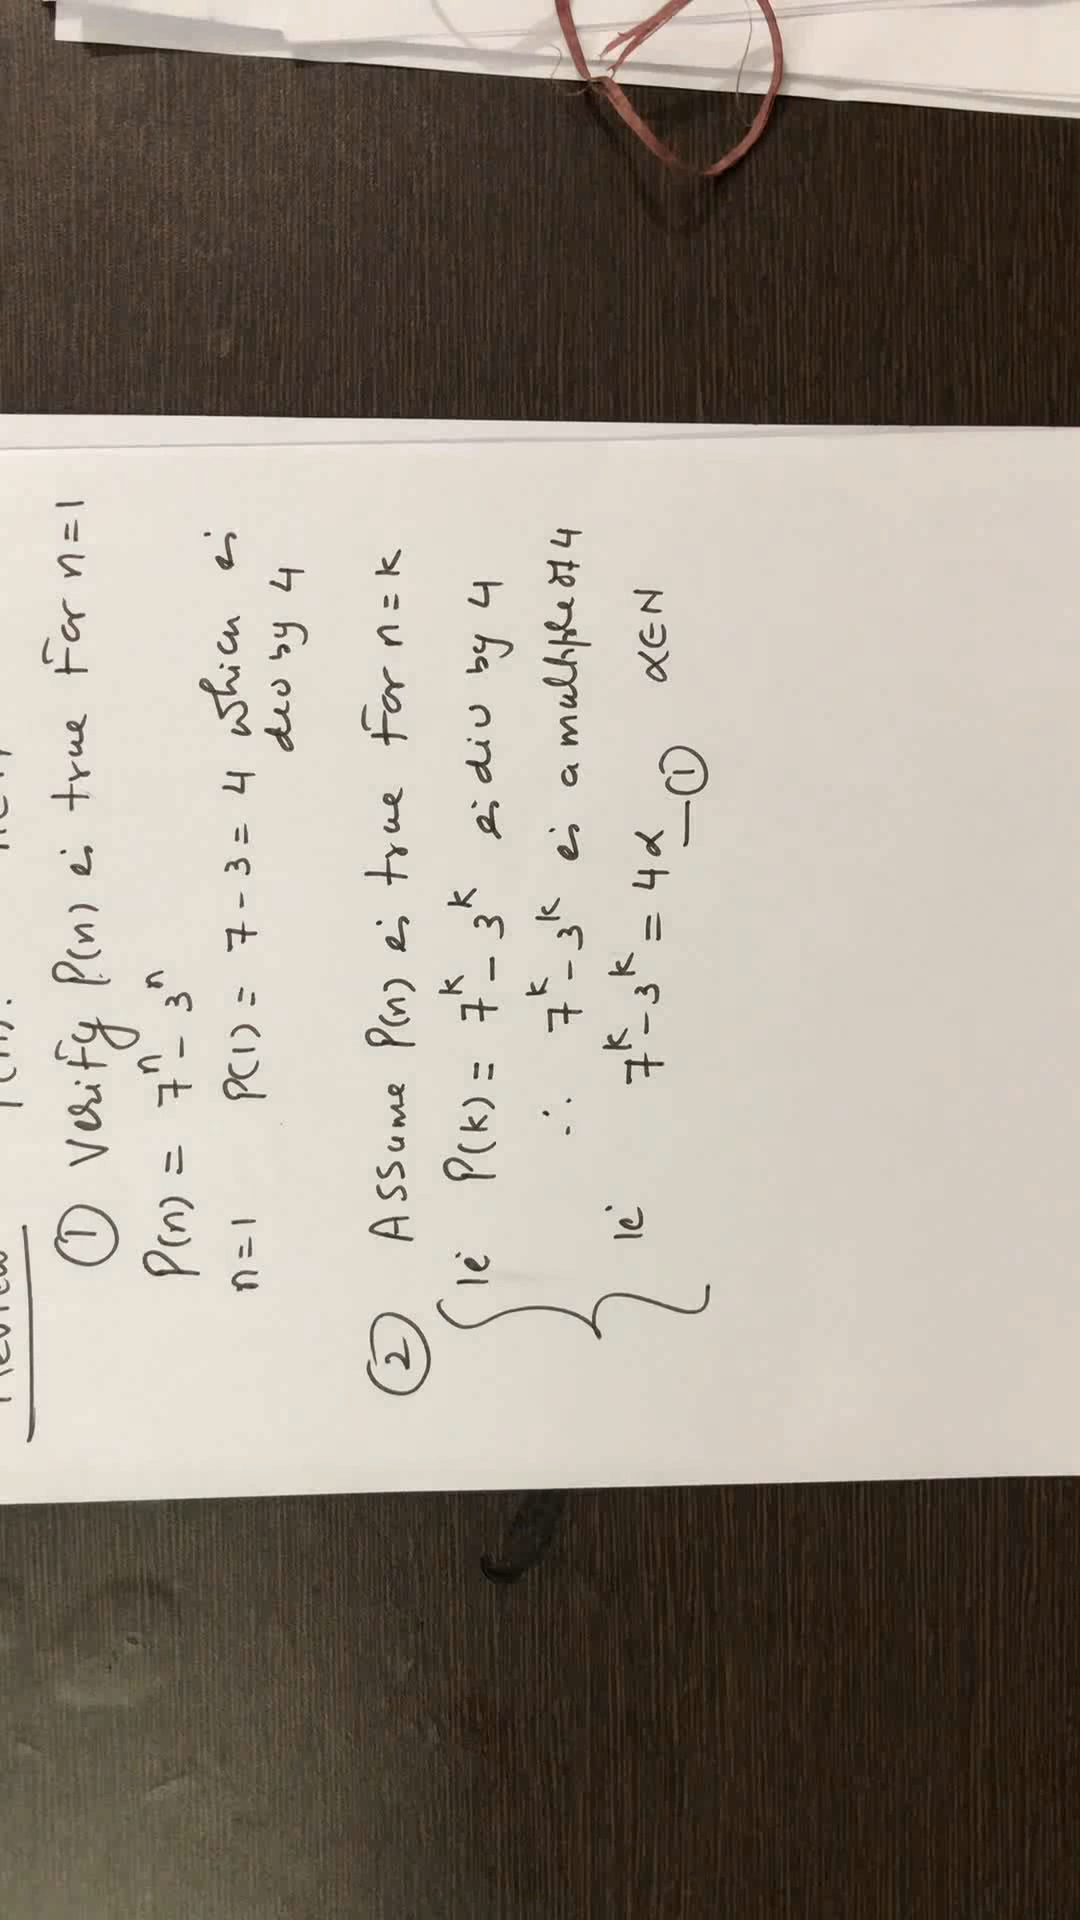 ① Verify P(n) is true for n=1
P(n) = 7ⁿ - 3ⁿ
n=1 P(1) = 7 - 3 = 4 which is
div by 4
② Assume P(n) is true for n=k
ie P(k) = 7ᵏ - 3ᵏ is div by 4
∴ 7ᵏ - 3ᵏ is a multiple of 4
ie 7ᵏ - 3ᵏ = 4α α∈N
—①